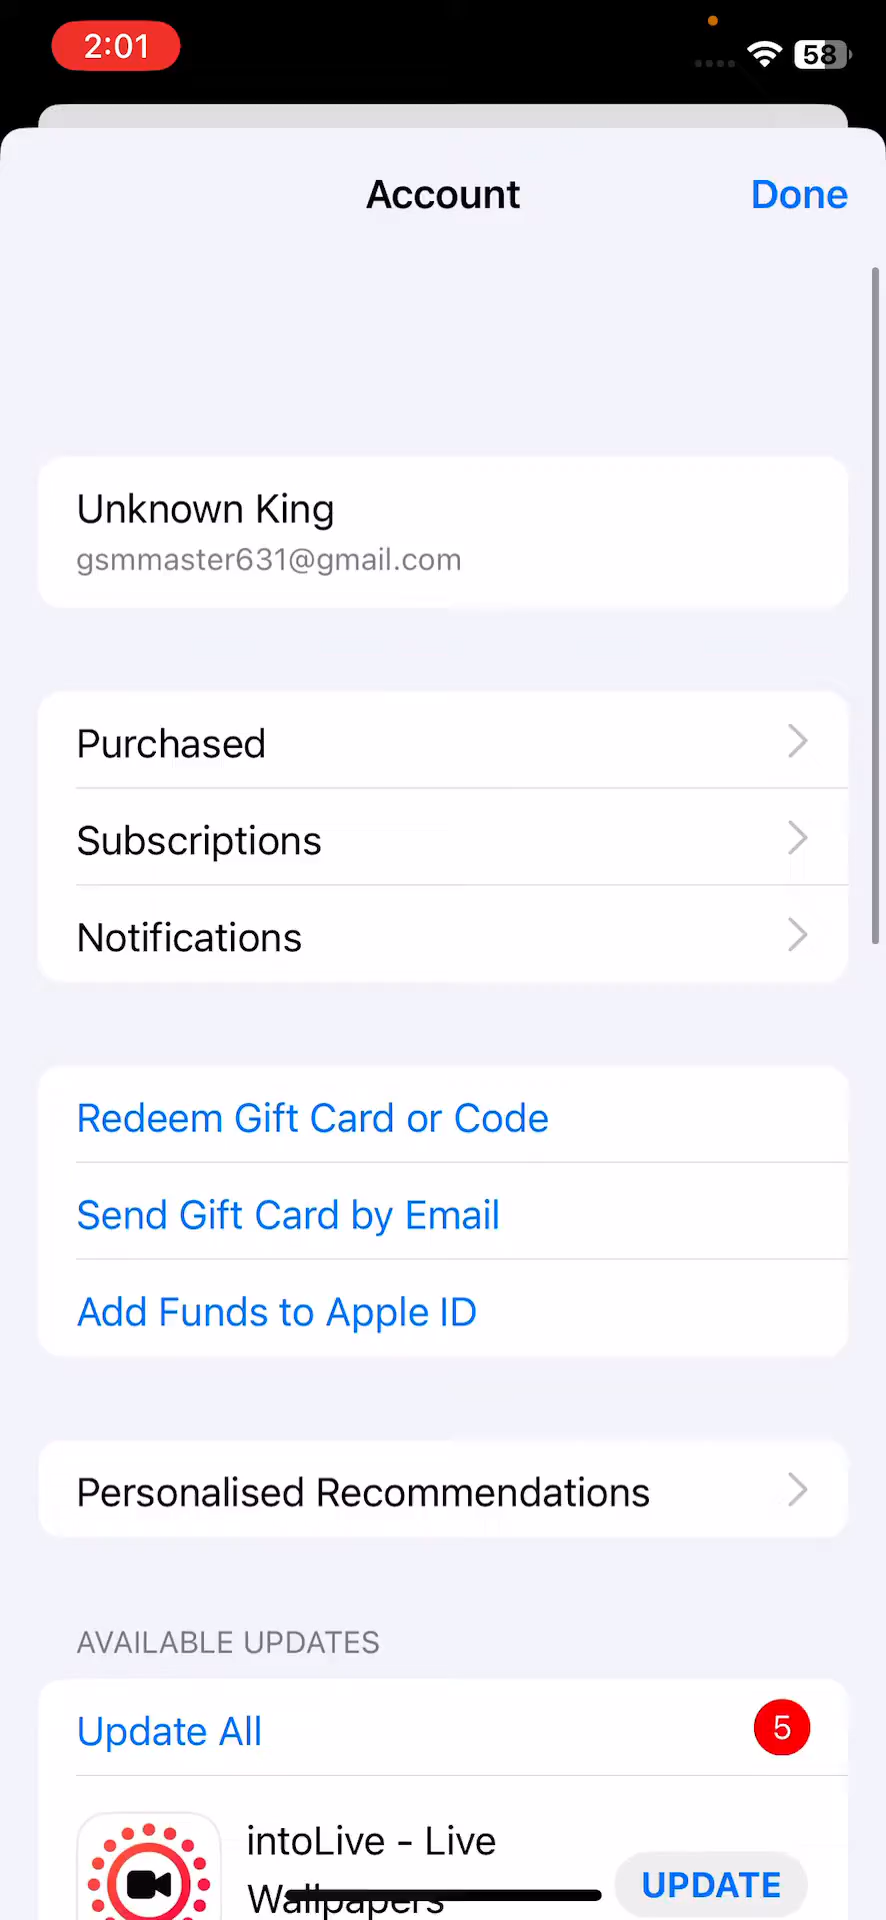 2:01
58
Account
Done
Unknown King
gsmmaster631@gmail.com
Purchased
Subscriptions
Notifications
Redeem Gift Card or Code
Send Gift Card by Email
Add Funds to Apple ID
Personalised Recommendations
AVAILABLE UPDATES
Update All
5
intoLive - Live
Wallpapers
UPDATE